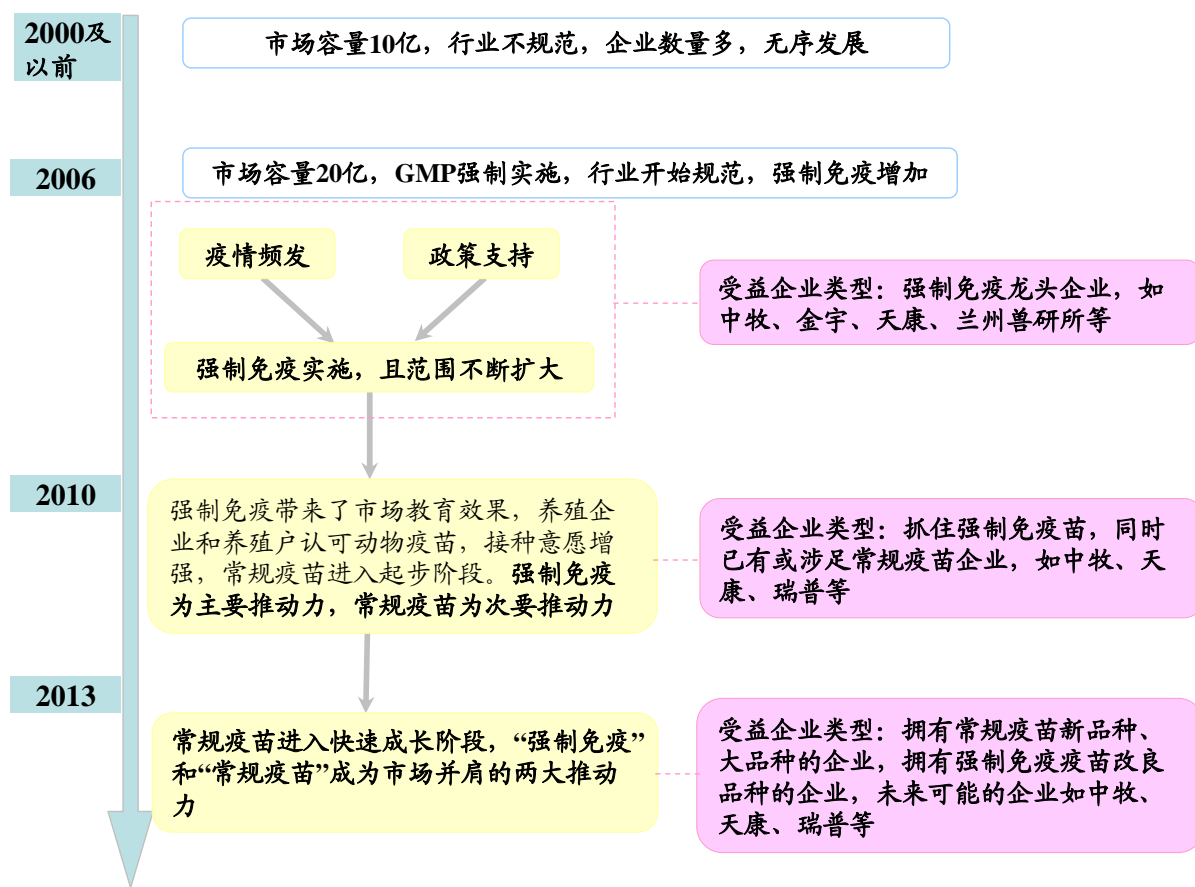 2000及
以前
市场容量10亿，行业不规范，企业数量多，无序发展
2006
市场容量20亿，GMP强制实施，行业开始规范，强制免疫增加
疫情频发
政策支持
强制免疫实施，且范围不断扩大
受益企业类型：强制免疫龙头企业，如
中牧、金宇、天康、兰州兽研所等
2010
强制免疫带来了市场教育效果，养殖企
业和养殖户认可动物疫苗，接种意愿增
强，常规疫苗进入起步阶段。强制免疫
为主要推动力，常规疫苗为次要推动力
受益企业类型：抓住强制免疫苗，同时
已有或涉足常规疫苗企业，如中牧、天
康、瑞普等
2013
常规疫苗进入快速成长阶段，“强制免疫”
和“常规疫苗”成为市场并肩的两大推动
力
受益企业类型：拥有常规疫苗新品种、
大品种的企业，拥有强制免疫疫苗改良
品种的企业，未来可能的企业如中牧、
天康、瑞普等